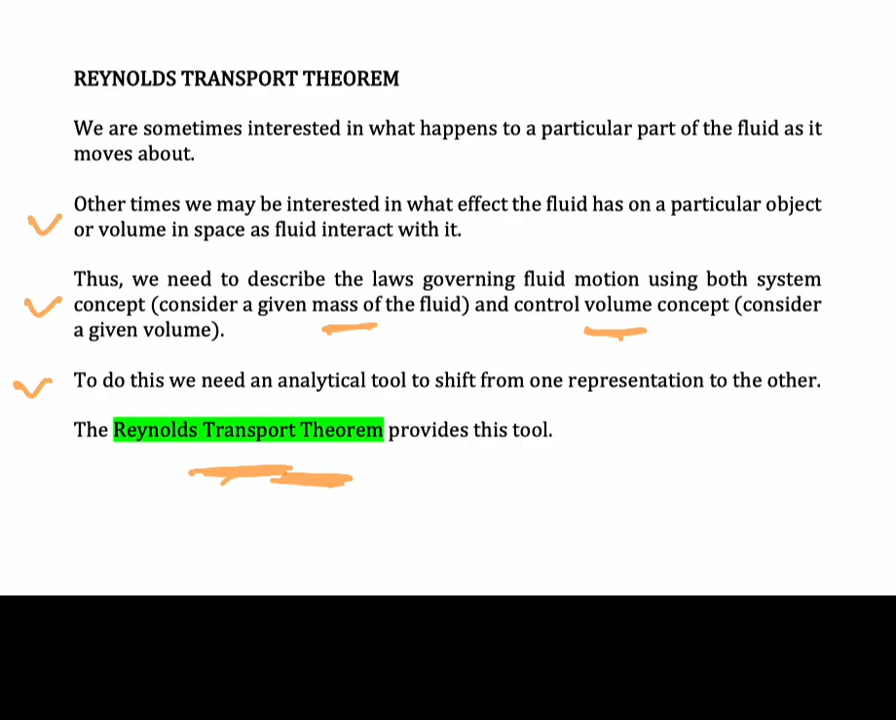 REYNOLDS TRANSPORT THEOREM
We are sometimes interested in what happens to a particular part of the fluid as it
moves about.
Other times we may be interested in what effect the fluid has on a particular object
or volume in space as fluid interact with it.
Thus, we need to describe the laws governing fluid motion using both system
concept (consider a given mass of the fluid) and control volume concept (consider
a given volume).
To do this we need an analytical tool to shift from one representation to the other.
The Reynolds Transport Theorem provides this tool.